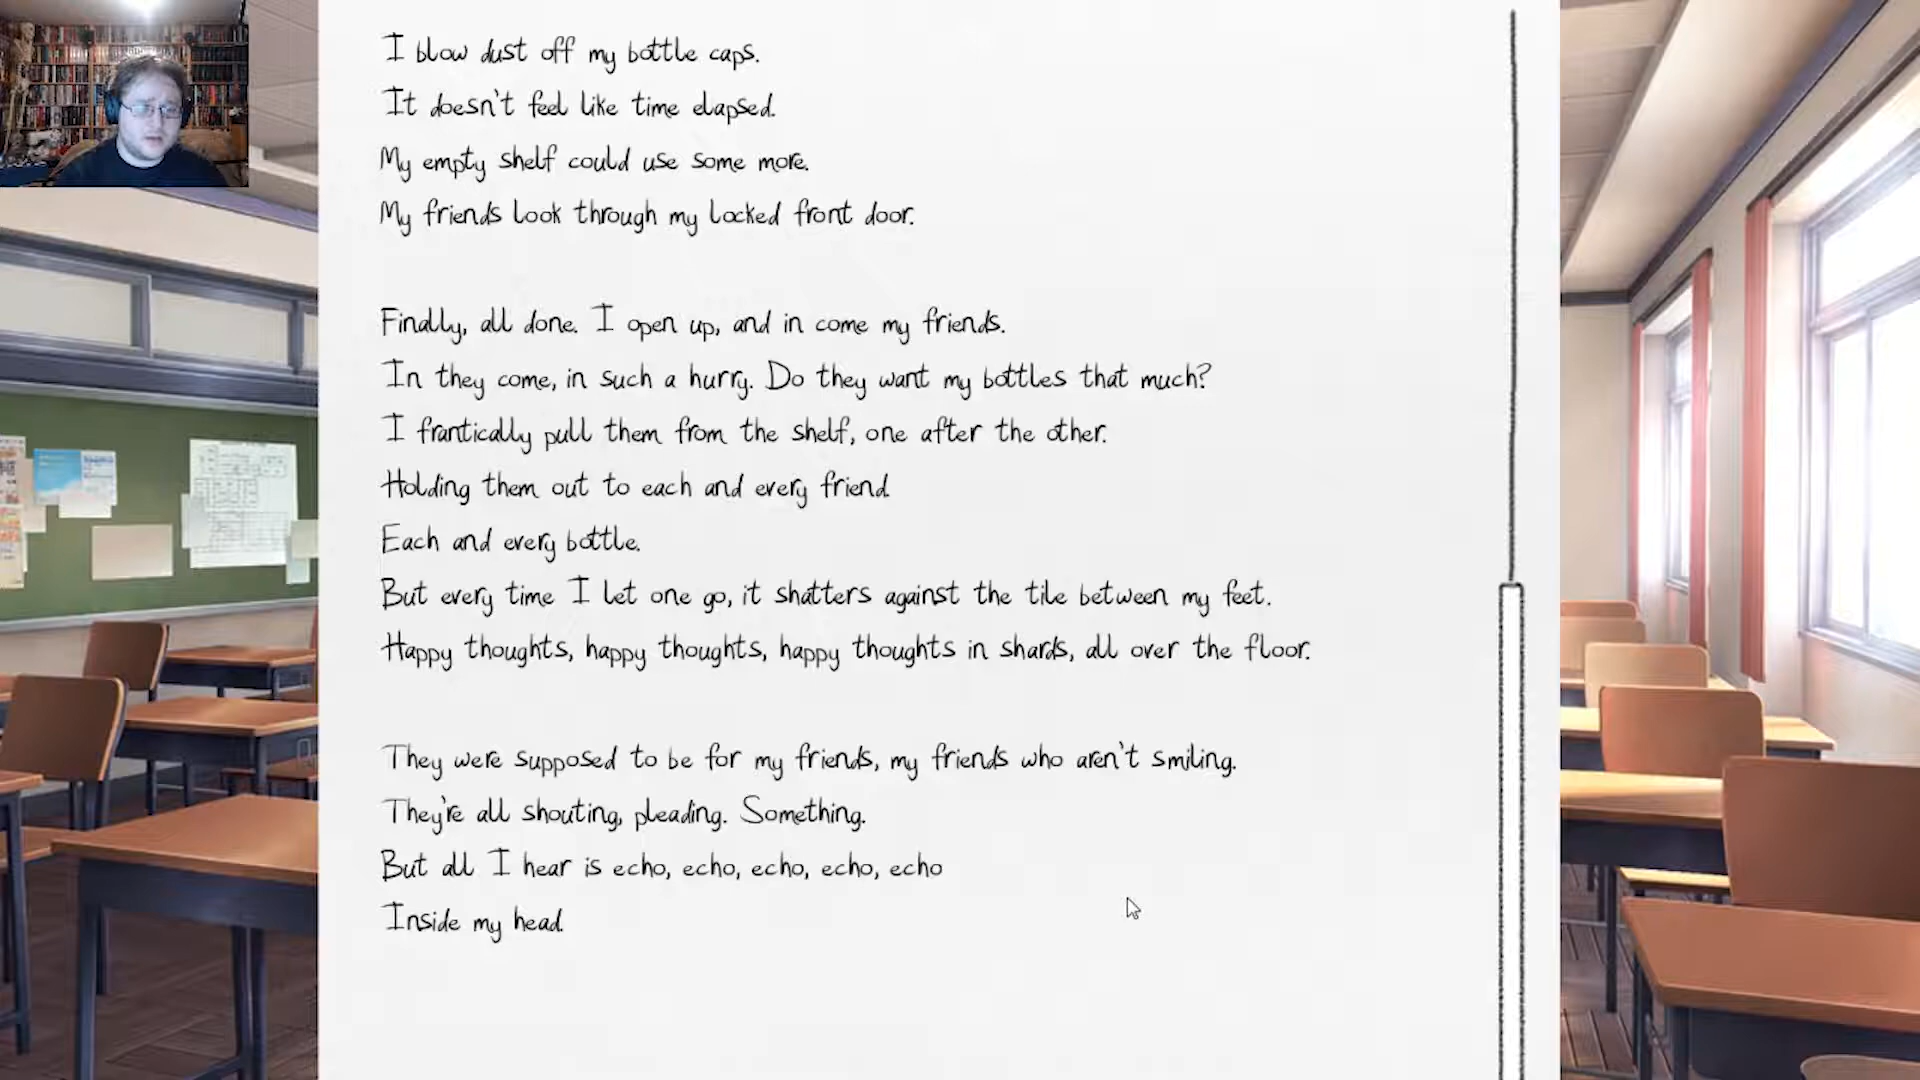 I blow dust off my bottle caps.
It doesn't feel like time elapsed.
My empty shelf could use some more.
My friends look through my locked front door.
Finally, all done. I open up, and in come my friends.
In they come, in such a hurry. Do they want my bottles that much?
I frantically pull them from the shelf, one after the other.
Holding them out to each and every friend.
Each and every bottle.
But every time I let one go, it shatters against the tile between my feet.
Happy thoughts, happy thoughts, happy thoughts in shards, all over the floor.
They were supposed to be for my friends, my friends who aren't smiling.
They're all shouting, pleading. Something.
But all I hear is echo, echo, echo, echo, echo
Inside my head.